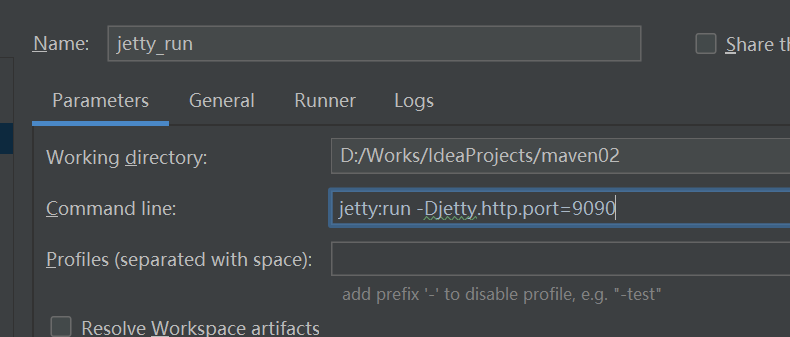 Name: jetty_run Share th
Parameters General Runner Logs
Working directory: D:/Works/IdeaProjects/maven02
Command line: jetty:run -Djetty.http.port=9090
Profiles (separated with space):
add prefix '-' to disable profile, e.g. "-test"
Resolve Workspace artifacts